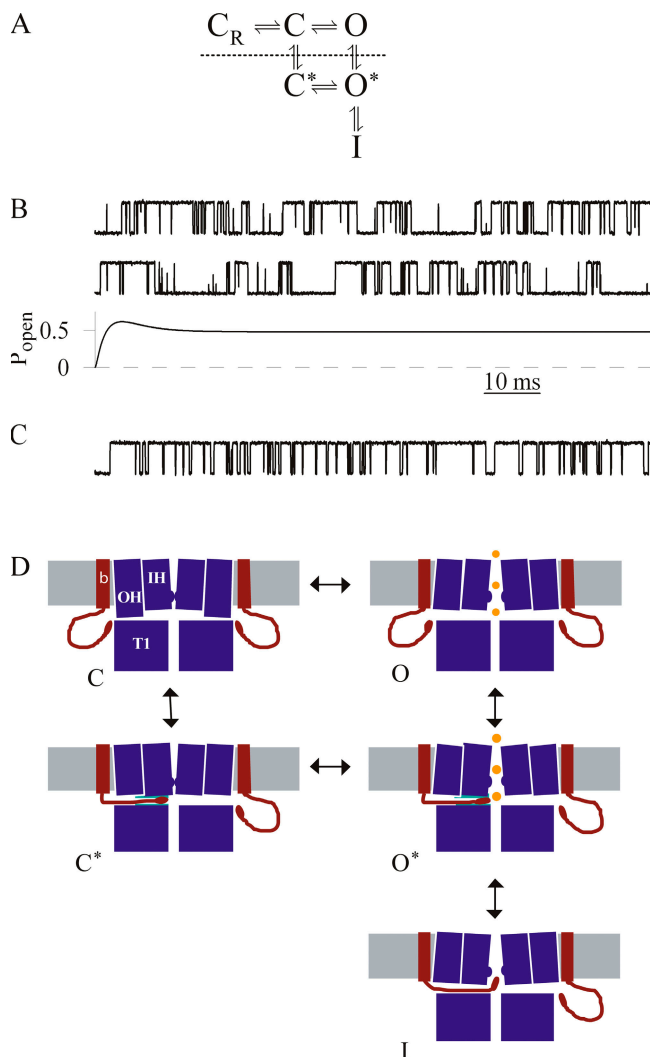 A
C_R ⇌ C ⇌ O
C* ⇌ O*
I
B
P_open
0.5
0
10 ms
C
D
b
IH
OH
T1
C
O
C*
O*
I